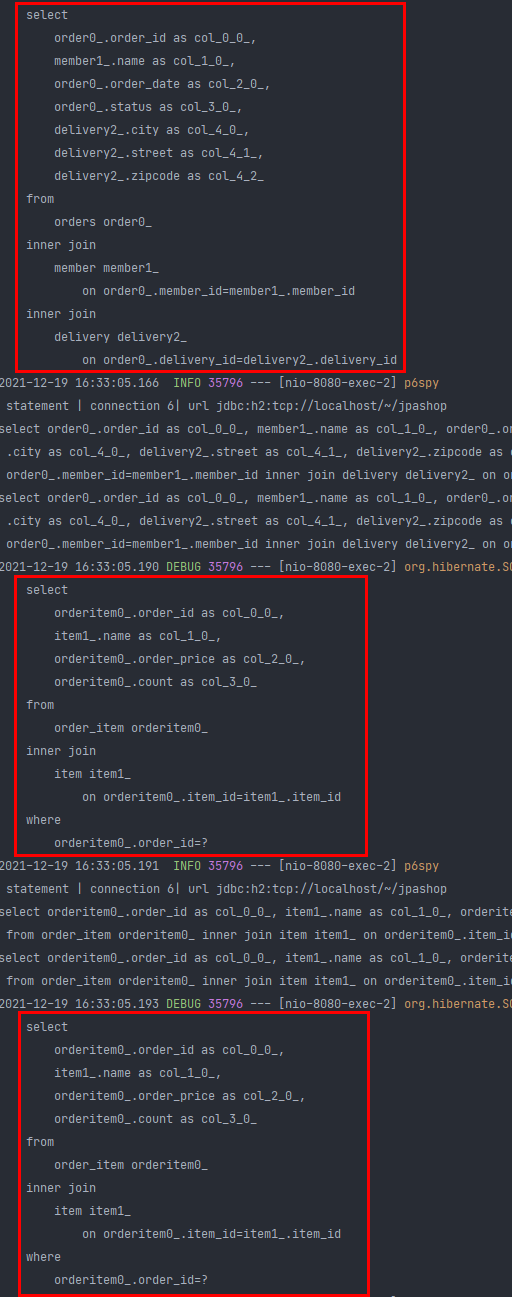 select
order0_.order_id as col_0_0_,
member1_.name as col_1_0_,
order0_.order_date as col_2_0_,
order0_.status as col_3_0_,
delivery2_.city as col_4_0_,
delivery2_.street as col_4_1_,
delivery2_.zipcode as col_4_2_
from
orders order0_
inner join
member member1_
on order0_.member_id=member1_.member_id
inner join
delivery delivery2_
on order0_.delivery_id=delivery2_.delivery_id
2021-12-19 16:33:05.166  INFO 35796 --- [nio-8080-exec-2] p6spy
statement | connection 6| url jdbc:h2:tcp://localhost/~/jpashop
select order0_.order_id as col_0_0_, member1_.name as col_1_0_, order0_.or
.city as col_4_0_, delivery2_.street as col_4_1_, delivery2_.zipcode as c
order0_.member_id=member1_.member_id inner join delivery delivery2_ on or
select order0_.order_id as col_0_0_, member1_.name as col_1_0_, order0_.or
.city as col_4_0_, delivery2_.street as col_4_1_, delivery2_.zipcode as c
order0_.member_id=member1_.member_id inner join delivery delivery2_ on or
2021-12-19 16:33:05.190 DEBUG 35796 --- [nio-8080-exec-2] org.hibernate.SQ
select
orderitem0_.order_id as col_0_0_,
item1_.name as col_1_0_,
orderitem0_.order_price as col_2_0_,
orderitem0_.count as col_3_0_
from
order_item orderitem0_
inner join
item item1_
on orderitem0_.item_id=item1_.item_id
where
orderitem0_.order_id=?
2021-12-19 16:33:05.191  INFO 35796 --- [nio-8080-exec-2] p6spy
statement | connection 6| url jdbc:h2:tcp://localhost/~/jpashop
select orderitem0_.order_id as col_0_0_, item1_.name as col_1_0_, orderite
from order_item orderitem0_ inner join item item1_ on orderitem0_.item_id
select orderitem0_.order_id as col_0_0_, item1_.name as col_1_0_, orderite
from order_item orderitem0_ inner join item item1_ on orderitem0_.item_id
2021-12-19 16:33:05.193 DEBUG 35796 --- [nio-8080-exec-2] org.hibernate.SQ
select
orderitem0_.order_id as col_0_0_,
item1_.name as col_1_0_,
orderitem0_.order_price as col_2_0_,
orderitem0_.count as col_3_0_
from
order_item orderitem0_
inner join
item item1_
on orderitem0_.item_id=item1_.item_id
where
orderitem0_.order_id=?